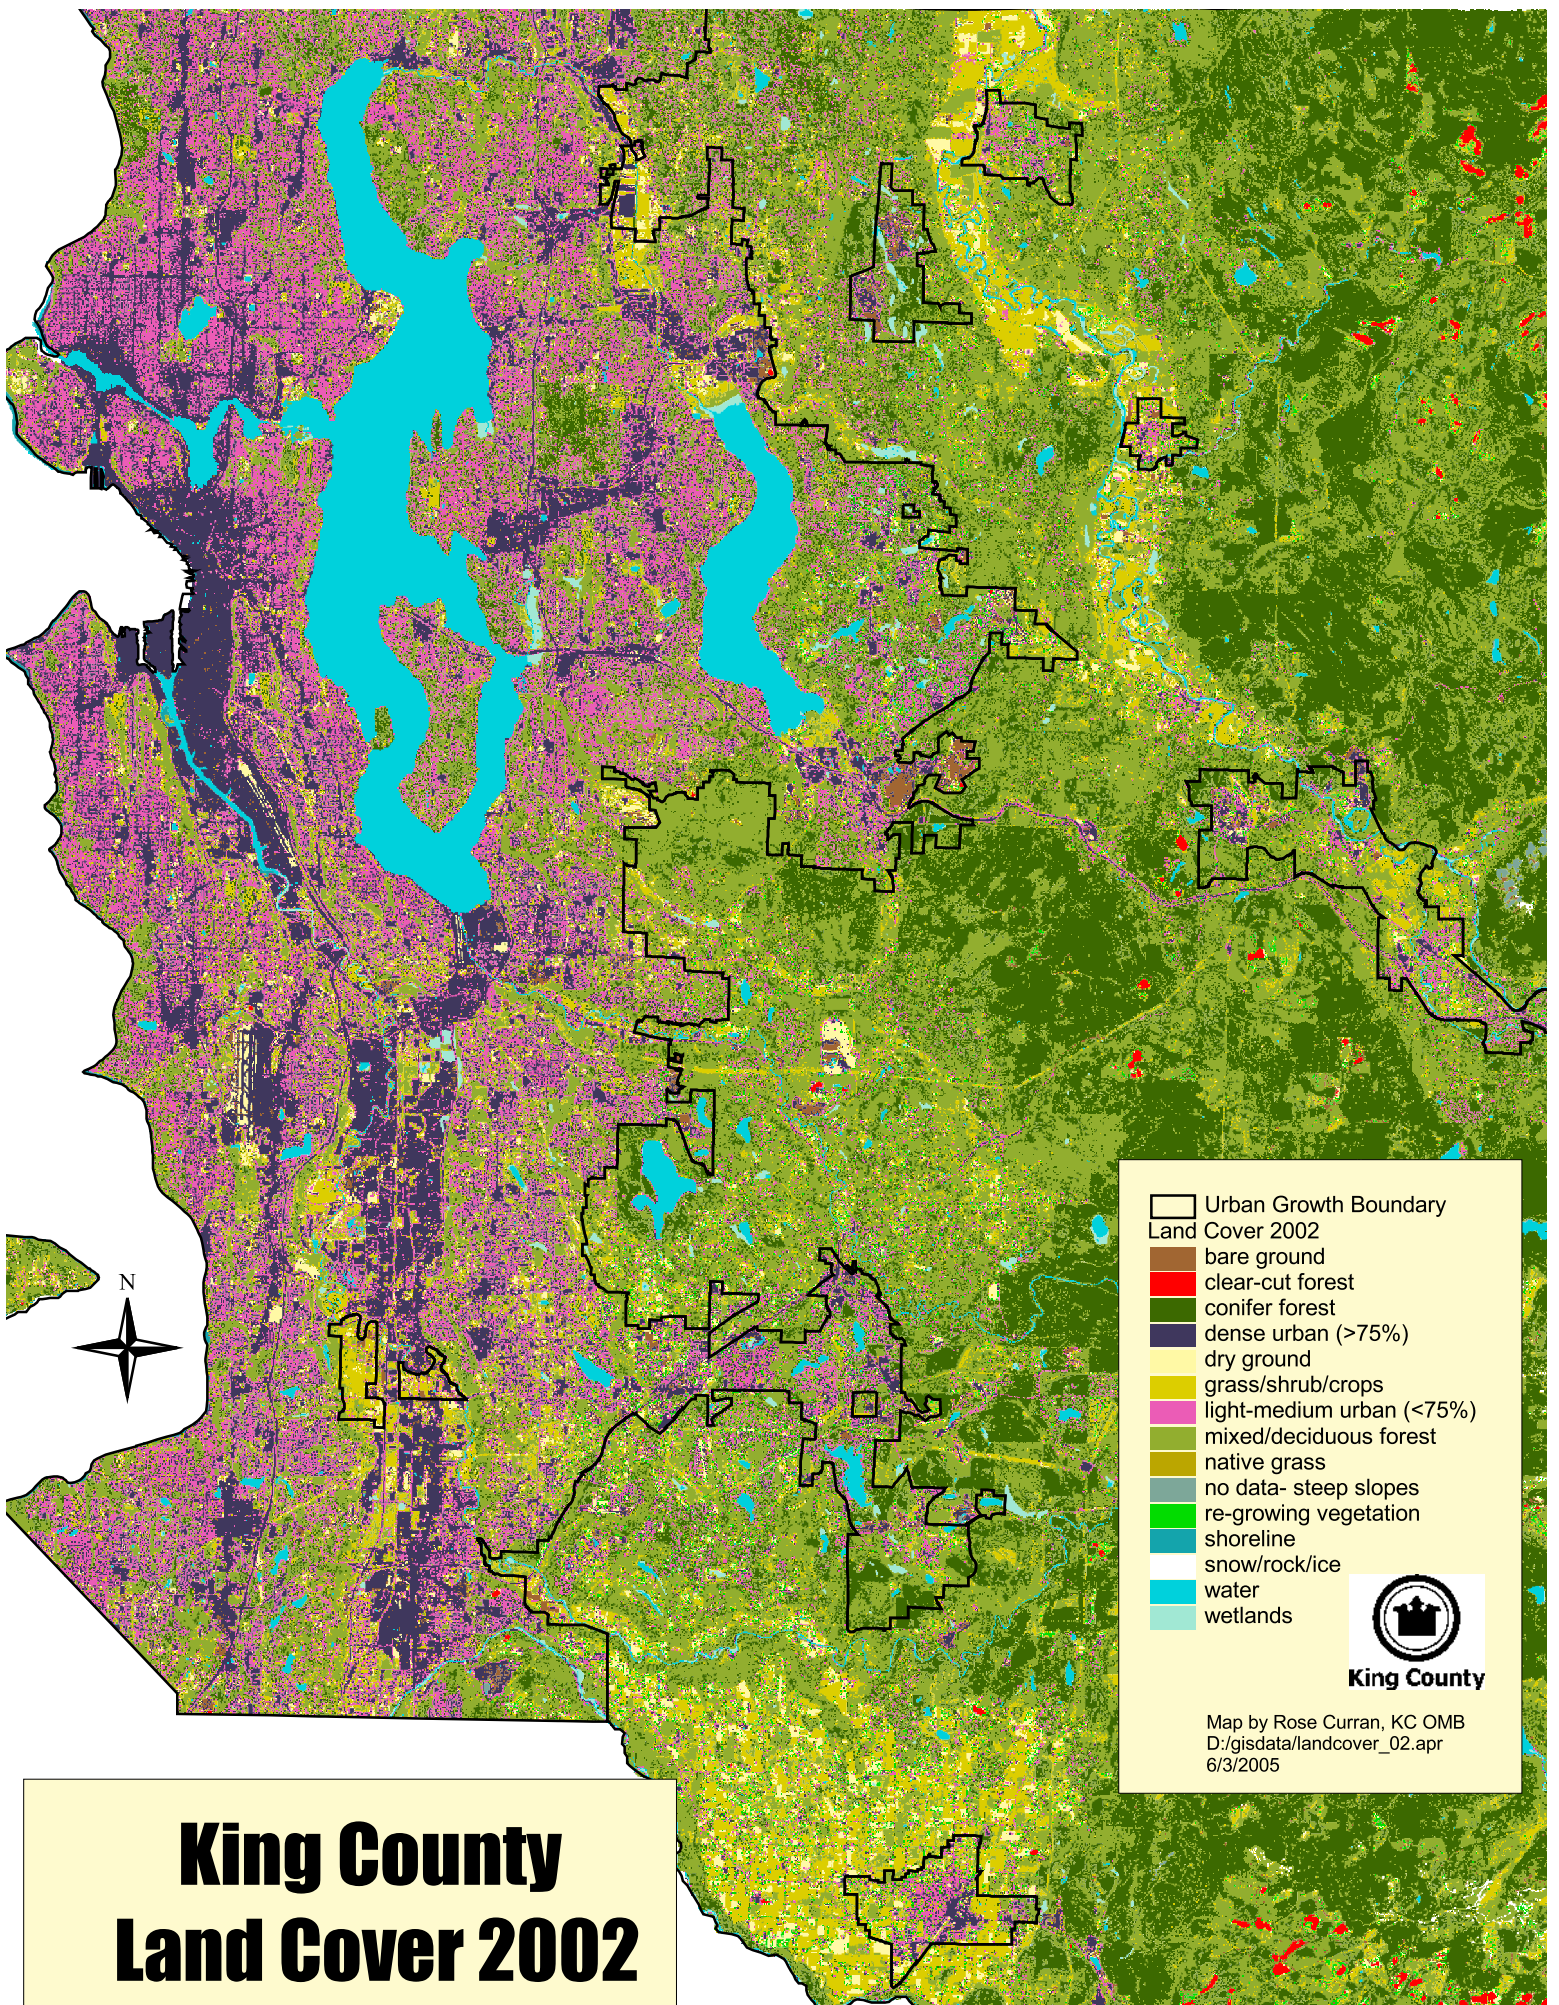 N
Urban Growth Boundary
Land Cover 2002
bare ground
clear-cut forest
conifer forest
dense urban (>75%)
dry ground
grass/shrub/crops
light-medium urban (<75%)
mixed/deciduous forest
native grass
no data- steep slopes
re-growing vegetation
shoreline
snow/rock/ice
water
wetlands
King County
Map by Rose Curran, KC OMB
D:/gisdata/landcover_02.apr
6/3/2005
King County
Land Cover 2002